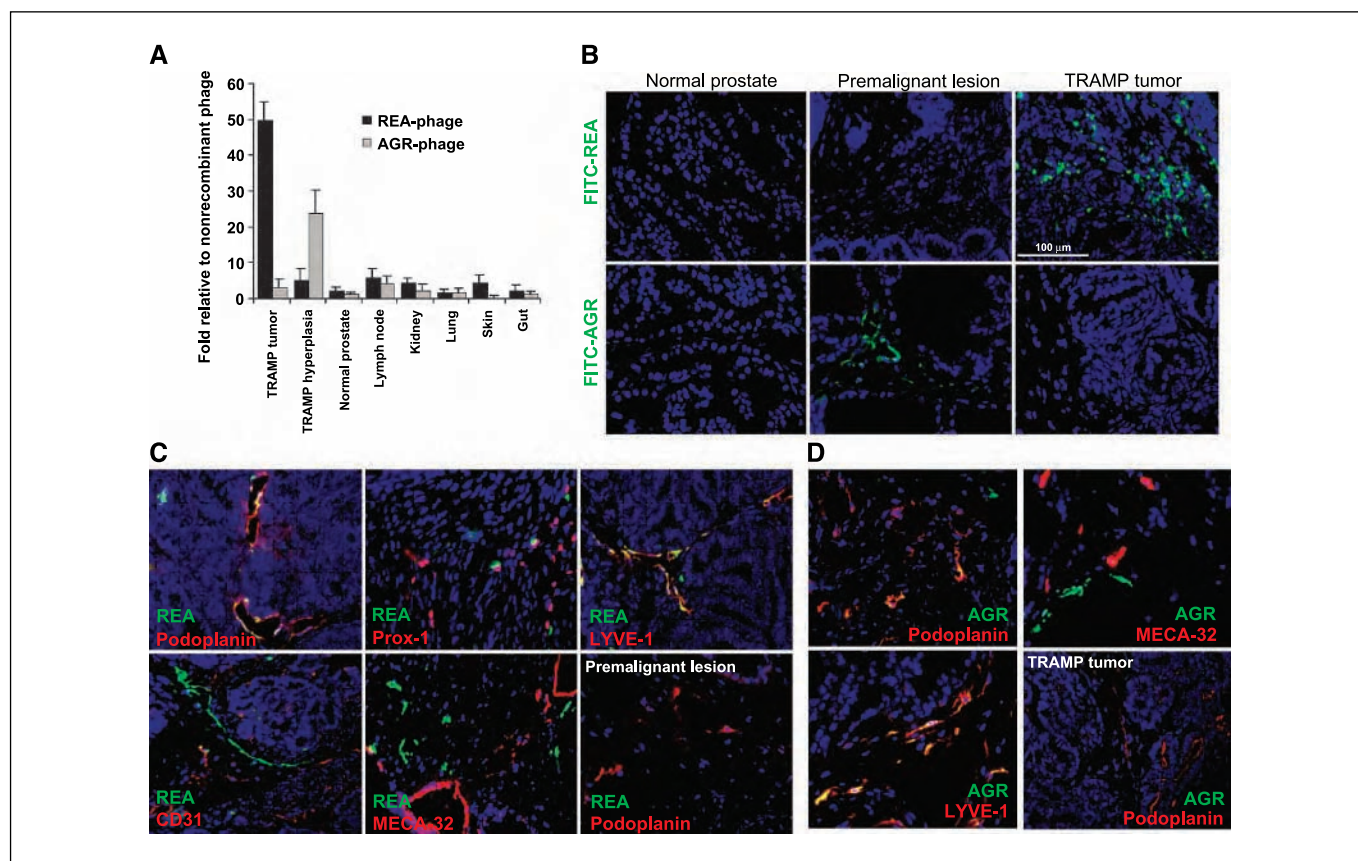 A
Fold relative to nonrecombinant phage
60
50
40
30
20
10
0
REA-phage
AGR-phage
TRAMP tumor
TRAMP hyperplasia
Normal prostate
Lymph node
Kidney
Lung
Skin
Gut
B
Normal prostate
Premalignant lesion
TRAMP tumor
FITC-REA
100 μm
FITC-AGR
C
REA
Podoplanin
REA
Prox-1
REA
LYVE-1
REA
CD31
REA
MECA-32
Premalignant lesion
REA
Podoplanin
D
AGR
Podoplanin
AGR
MECA-32
AGR
LYVE-1
TRAMP tumor
AGR
Podoplanin